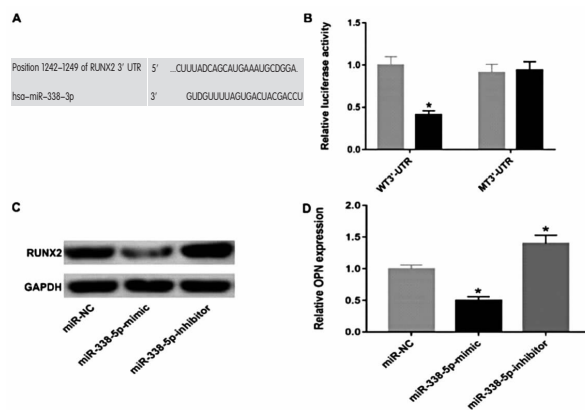 A
Position 1242-1249 of RUNX2 3' UTR 5' ...CUUUADCAGCAUGAAAUGCDGGA.
hsa-miR-338-3p 3' GUDGUUUUAGUGACUACGACCU
B
Relative luciferase activity
1.5
1.0
0.5
0.0
*
WT3'-UTR
MT3'-UTR
C
RUNX2
GAPDH
miR-NC
miR-338-5p-mimic
miR-338-5p-inhibitor
D
Relative OPN expression
2.0
1.5
1.0
0.5
0.0
*
*
miR-NC
miR-338-5p-mimic
miR-338-5p-inhibitor